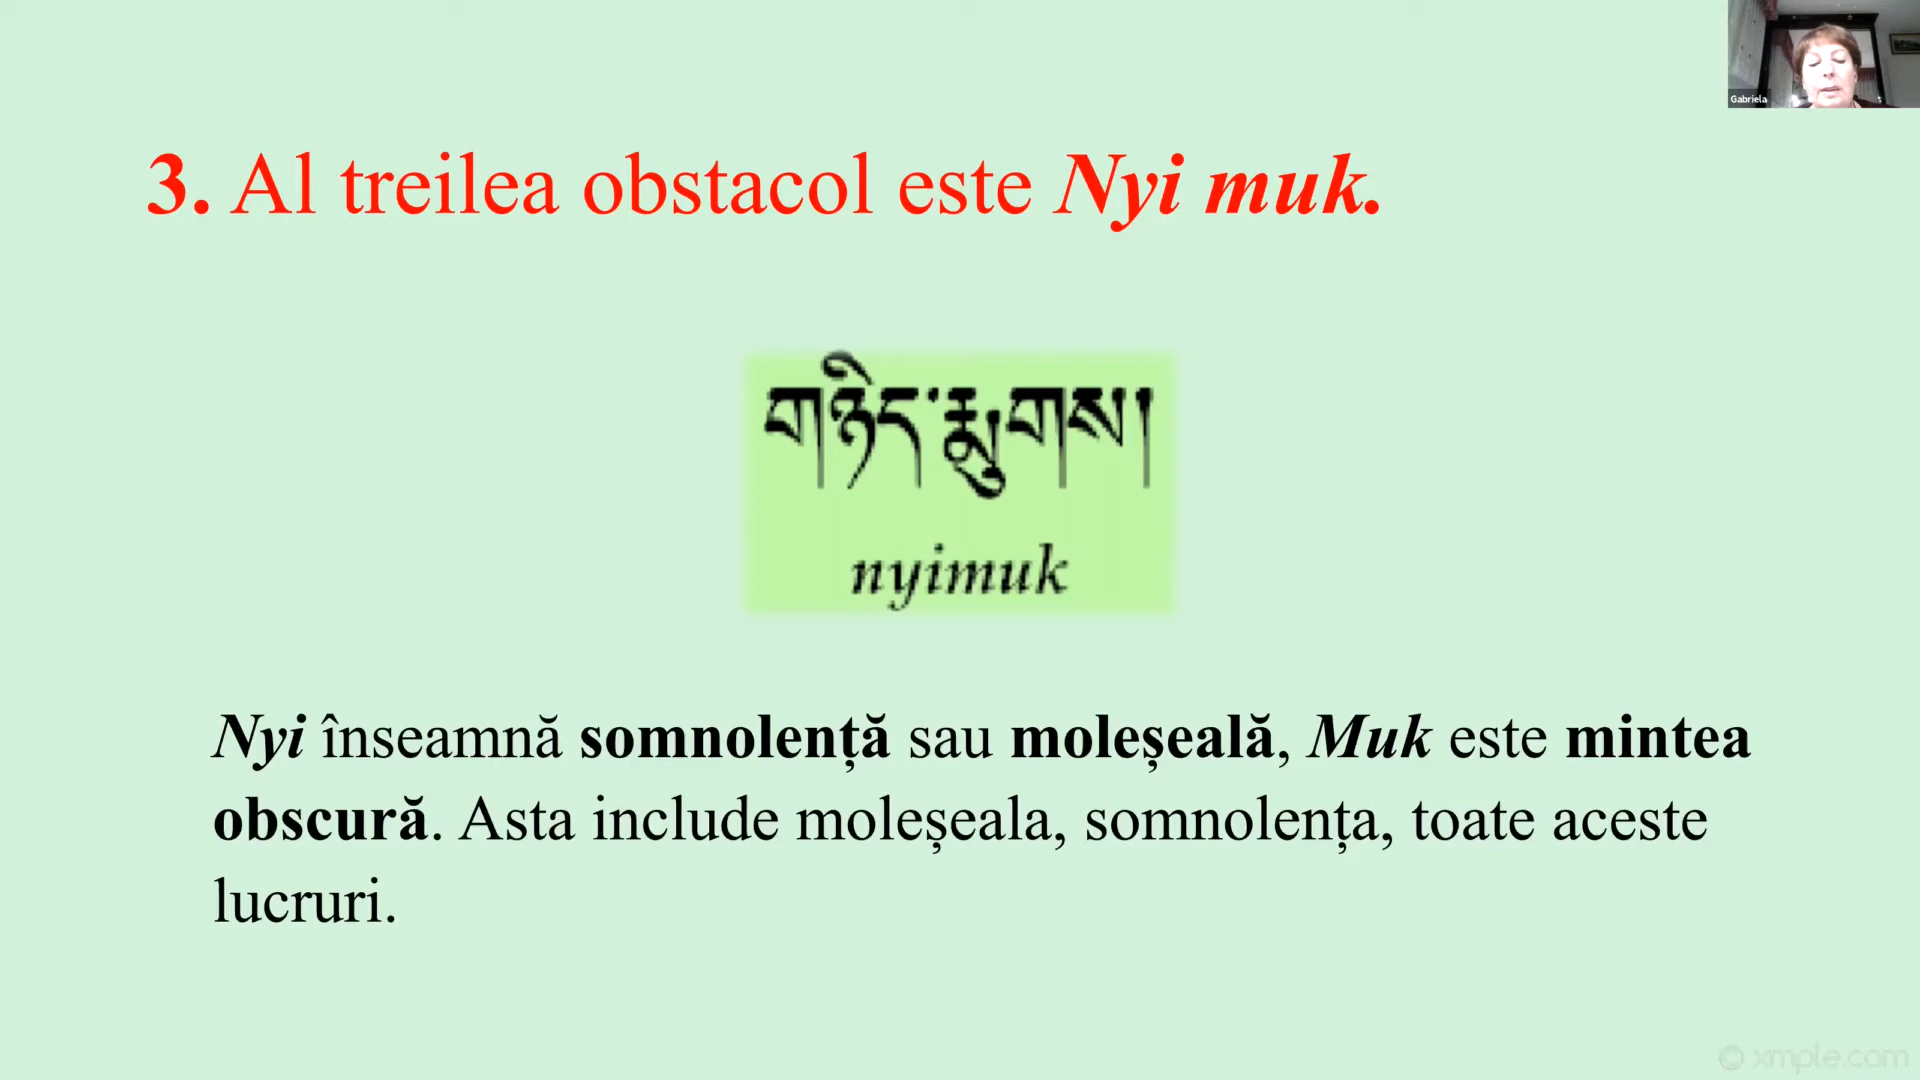 Gabriela
3. Al treilea obstacol este Nyi muk.
གཉིད་རྨུགས།
nyimuk
Nyi înseamnă somnolență sau moleșeală, Muk este mintea
obscură. Asta include moleșeala, somnolența, toate aceste
lucruri.
© xmple.com